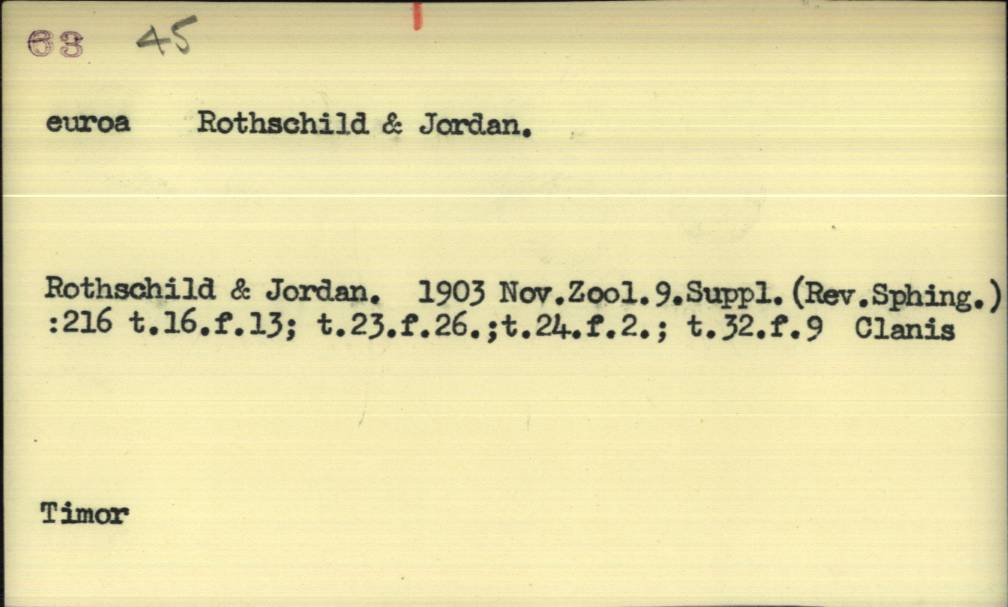 63 45
euroa Rothschild & Jordan.
Rothschild & Jordan. 1903 Nov.Zool.9.Suppl.(Rev.Sphing.)
:216 t.16.f.13; t.23.f.26.;t.24.f.2.; t.32.f.9 Clanis
Timor